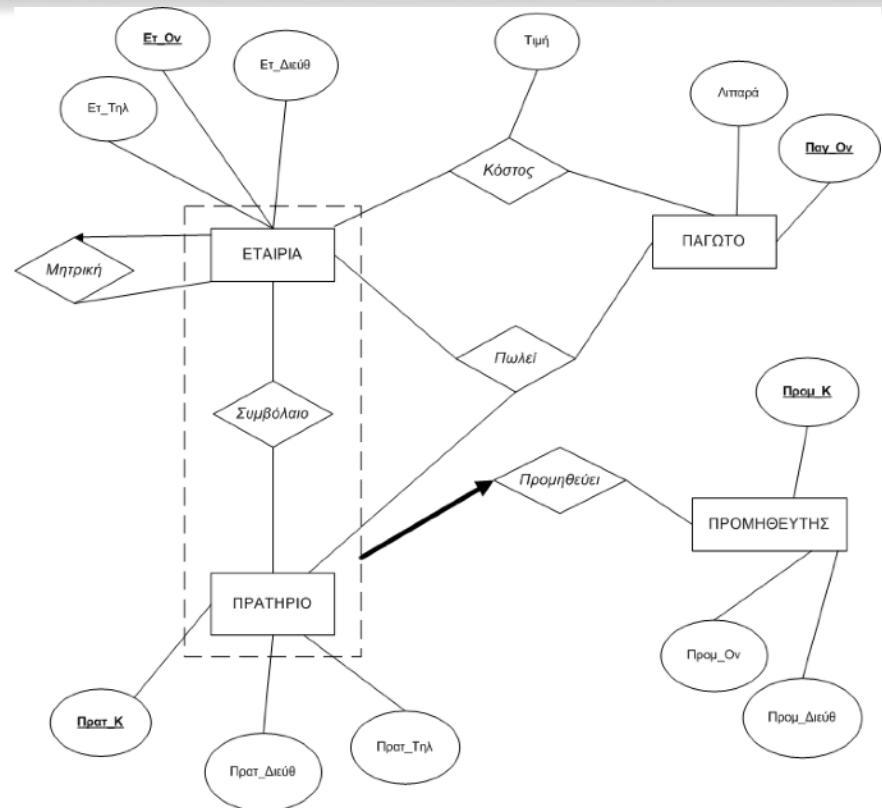 Ετ_Ον
Τιμή
Ετ_Διεύθ
Ετ_Τηλ
Λιπαρά
Παγ_Ον
Κόστος
ΕΤΑΙΡΙΑ
ΠΑΓΩΤΟ
Μητρική
Πωλεί
Συμβόλαιο
Προμ_Κ
Προμηθεύει
ΠΡΟΜΗΘΕΥΤΗΣ
ΠΡΑΤΗΡΙΟ
Προμ_Ον
Προμ_Διεύθ
Πρατ_Κ
Πρατ_Τηλ
Πρατ_Διεύθ